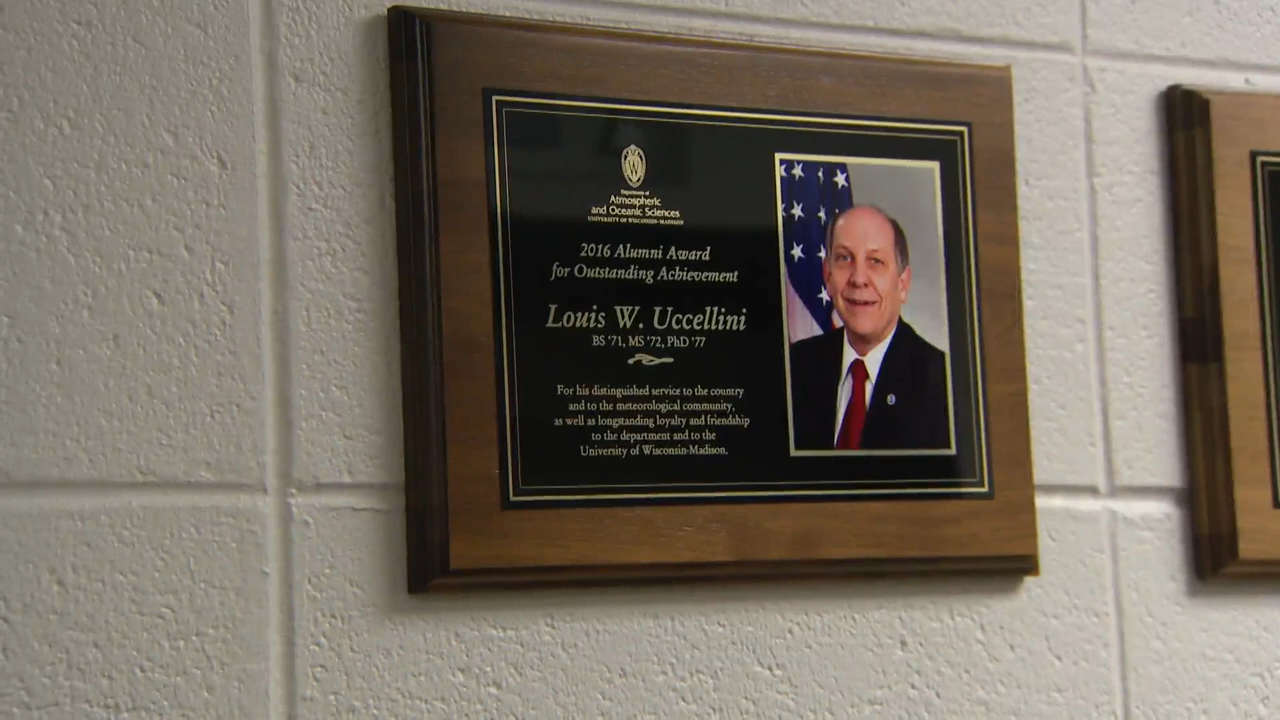 W
Department of
Atmospheric
and Oceanic Sciences
UNIVERSITY OF WISCONSIN-MADISON
2016 Alumni Award
for Outstanding Achievement
Louis W. Uccellini
BS '71, MS '72, PhD '77
For his distinguished service to the country
and to the meteorological community,
as well as longstanding loyalty and friendship
to the department and to the
University of Wisconsin-Madison.